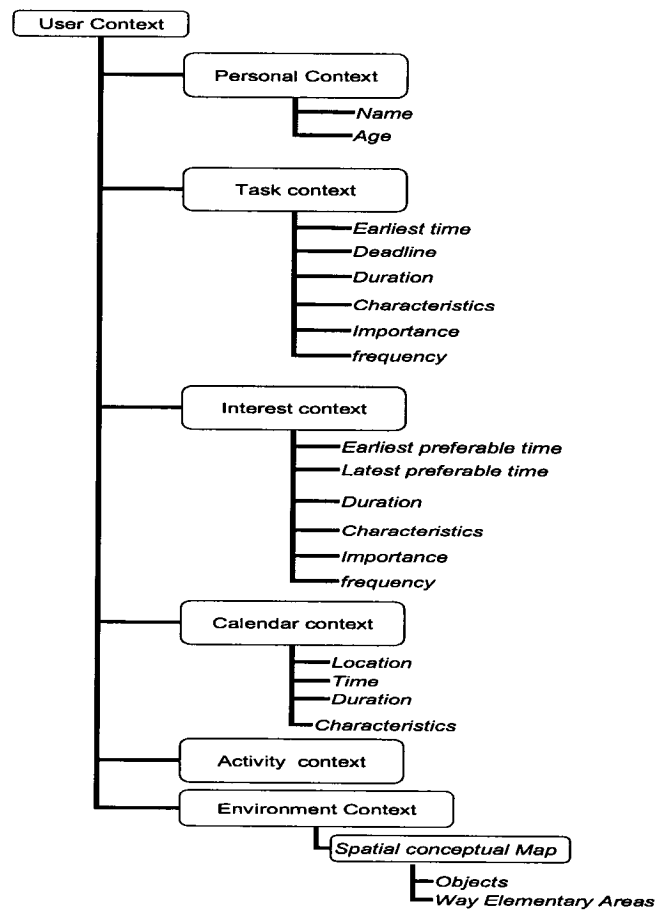 User Context
Personal Context
Name
Age
Task context
Earliest time
Deadline
Duration
Characteristics
Importance
frequency
Interest context
Earliest preferable time
Latest preferable time
Duration
Characteristics
Importance
frequency
Calendar context
Location
Time
Duration
Characteristics
Activity context
Environment Context
Spatial conceptual Map
Objects
Way Elementary Areas